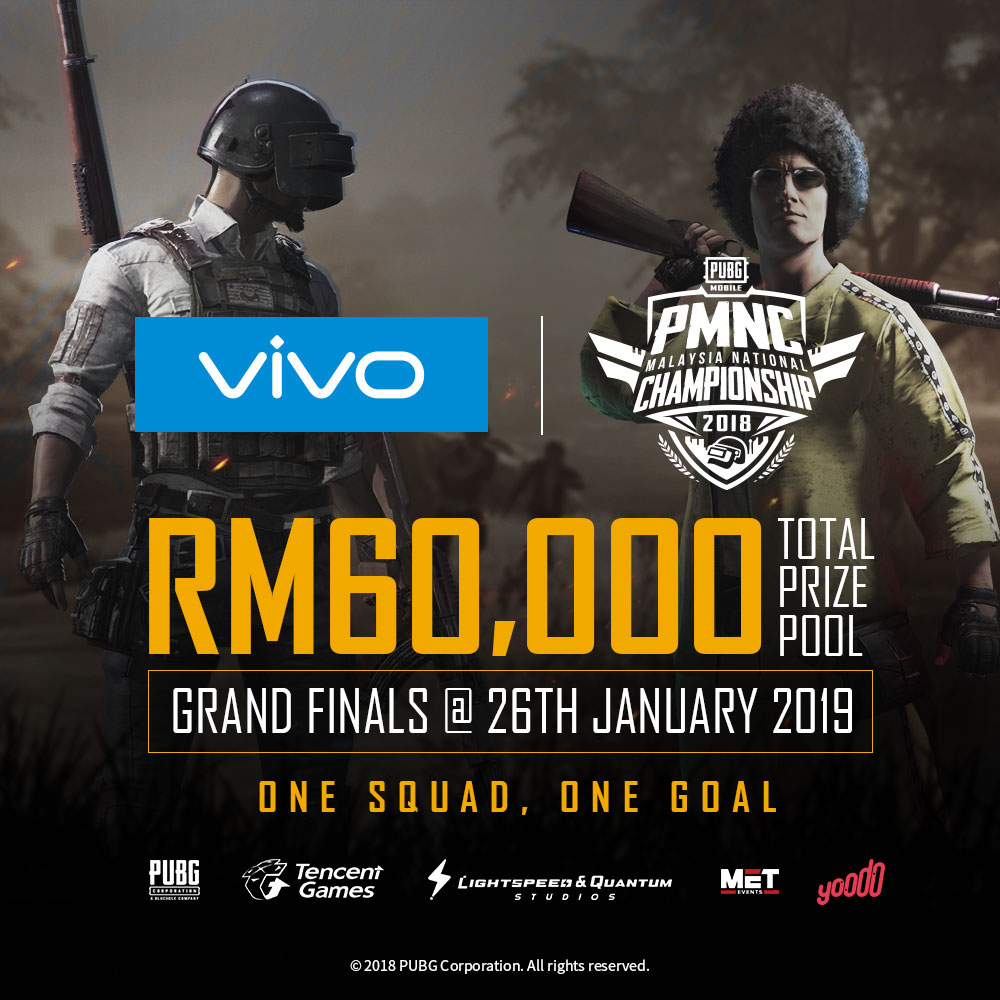 vivo
PUBG
MOBILE
PMNC
MALAYSIA NATIONAL
CHAMPIONSHIP
2018
RM60,000
TOTAL
PRIZE
POOL
GRAND FINALS @ 26TH JANUARY 2019
ONE SQUAD, ONE GOAL
PUBG
CORPORATION
A BLUEHOLE COMPANY
Tencent
Games
LIGHTSPEED & QUANTUM
STUDIOS
MET
EVENTS
yoodo
© 2018 PUBG Corporation. All rights reserved.